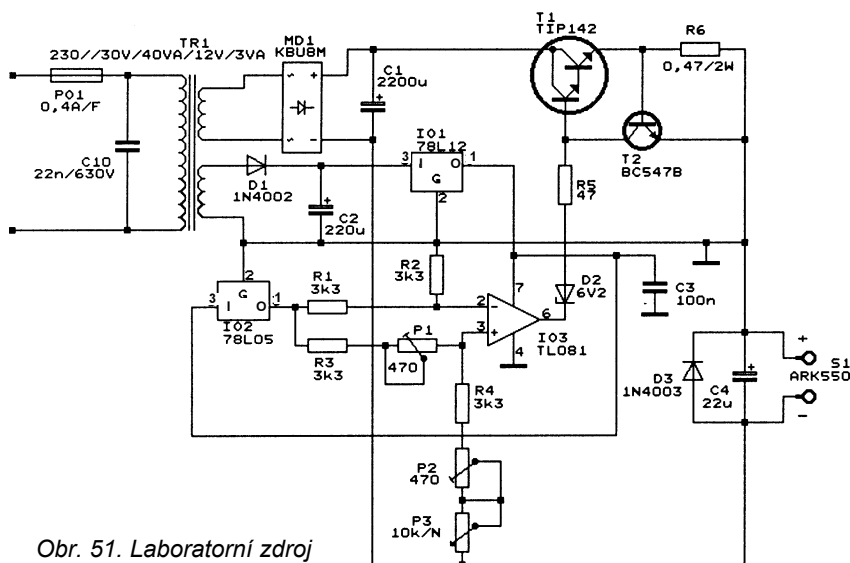 T1
TIP142
R6
0,47/2W
TR1
230//30V/40VA/12V/3VA
MD1
KBU8M
~ +
~ −
C1
2200u
+
PO1
0,4A/F
C10
22n/630V
IO1
78L12
3 I O 1
G
2
T2
BC547B
D1
1N4002
R5
47
+
C2
220u
R2
3k3
2
G
3 I O 1
IO2
78L05
R1
3k3
7
D2
6V2
C3
100n
2 −
3 +
6
4
IO3
TL081
P1
470
R3
3k3
R4
3k3
D3
1N4003
+
C4
22u
+
S1
ARK550
−
P2
470
P3
10k/N
Obr. 51. Laboratorní zdroj